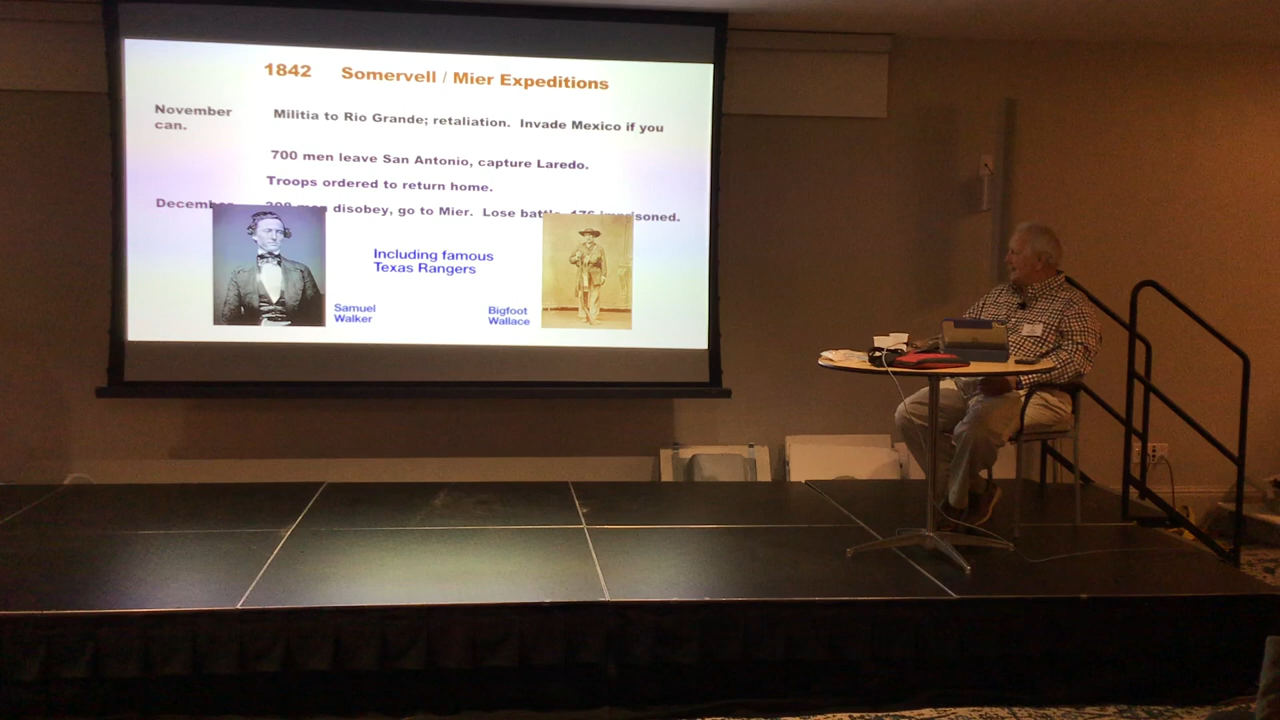 1842 Somervell / Mier Expeditions
November Militia to Rio Grande; retaliation. Invade Mexico if you
can.
700 men leave San Antonio, capture Laredo.
Troops ordered to return home.
disobey, go to Mier. Lose
Including famous
Texas Rangers
Samuel
Walker
Bigfoot
Wallace